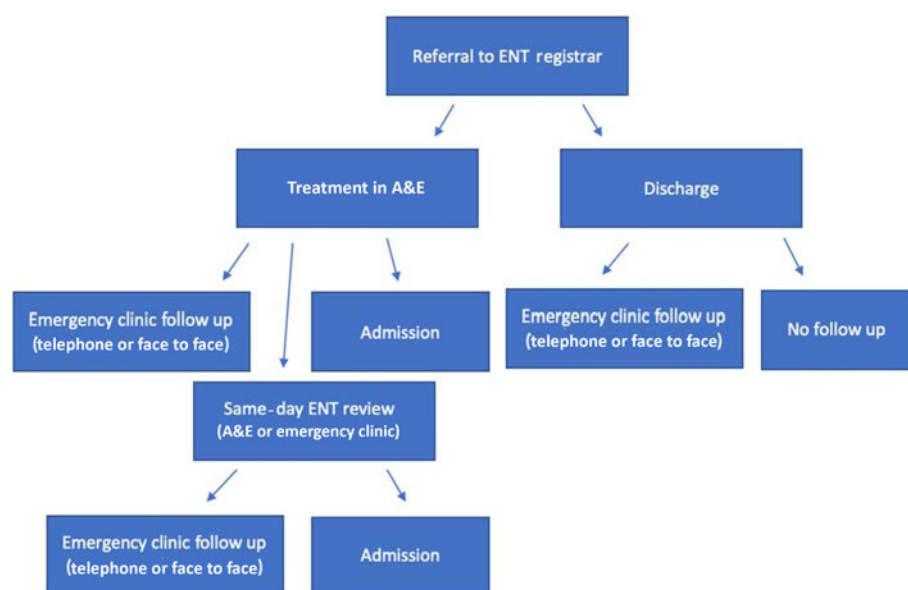 Referral to ENT registrar
Treatment in A&E
Discharge
Emergency clinic follow up
(telephone or face to face)
Admission
Emergency clinic follow up
(telephone or face to face)
No follow up
Same-day ENT review
(A&E or emergency clinic)
Emergency clinic follow up
(telephone or face to face)
Admission